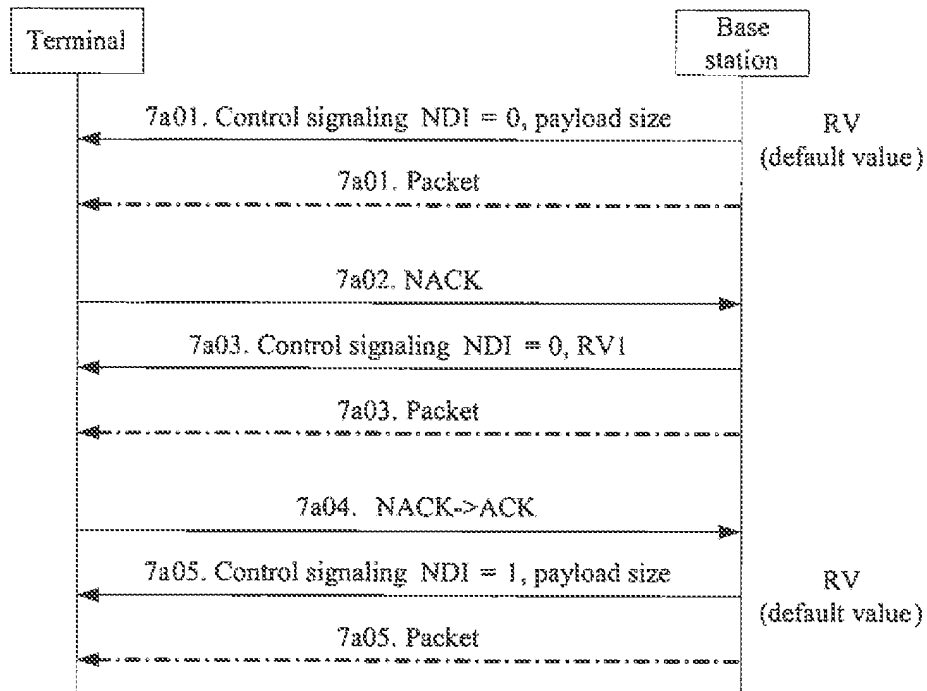 Terminal
Base
station
7a01. Control signaling NDI = 0, payload size
RV
(default value)
7a01. Packet
7a02. NACK
7a03. Control signaling NDI = 0, RV1
7a03. Packet
7a04. NACK->ACK
7a05. Control signaling NDI = 1, payload size
RV
(default value)
7a05. Packet